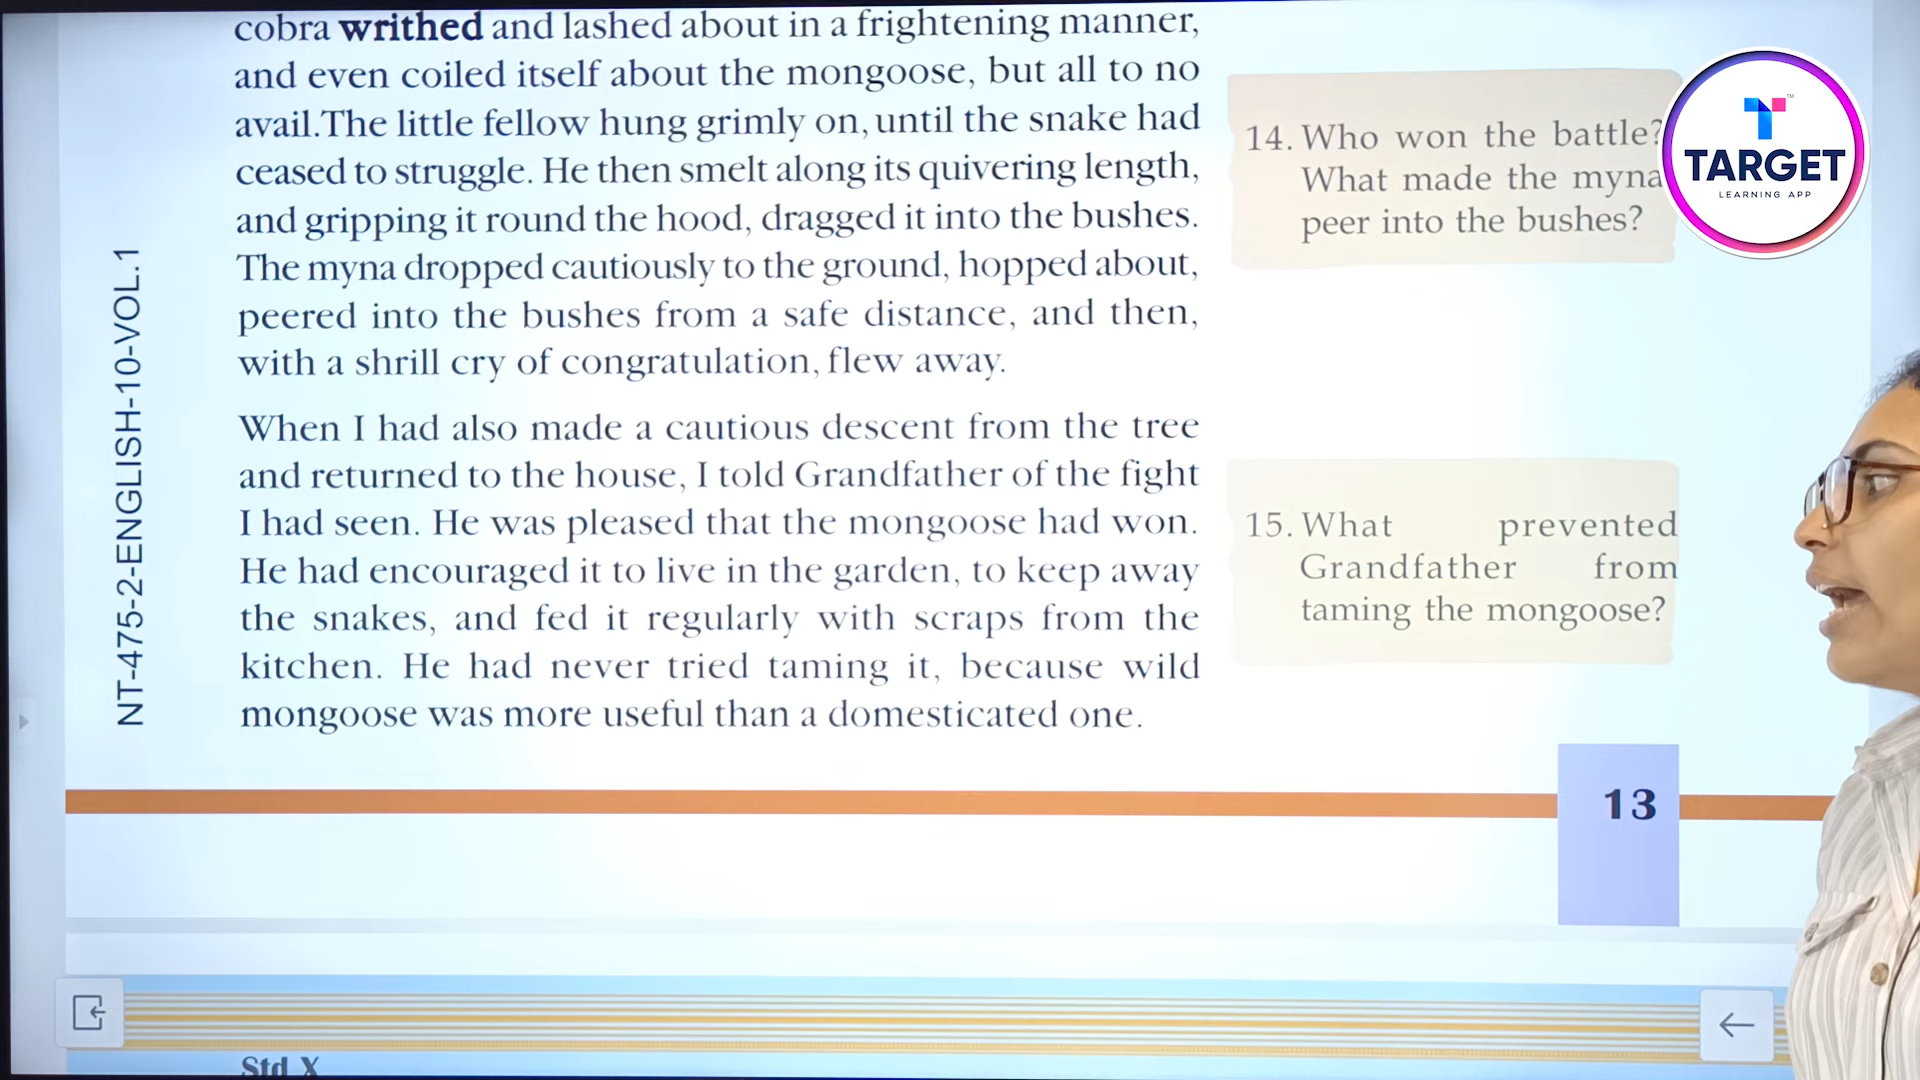 cobra writhed and lashed about in a frightening manner,
and even coiled itself about the mongoose, but all to no
avail.The little fellow hung grimly on, until the snake had
ceased to struggle. He then smelt along its quivering length,
and gripping it round the hood, dragged it into the bushes.
The myna dropped cautiously to the ground, hopped about,
peered into the bushes from a safe distance, and then,
with a shrill cry of congratulation, flew away.
When I had also made a cautious descent from the tree
and returned to the house, I told Grandfather of the fight
I had seen. He was pleased that the mongoose had won.
He had encouraged it to live in the garden, to keep away
the snakes, and fed it regularly with scraps from the
kitchen. He had never tried taming it, because wild
mongoose was more useful than a domesticated one.
14. Who won the battle?
What made the myna
peer into the bushes?
15. What prevented
Grandfather from
taming the mongoose?
TARGET
LEARNING APP
TM
NT-475-2-ENGLISH-10-VOL.1
13
Std X